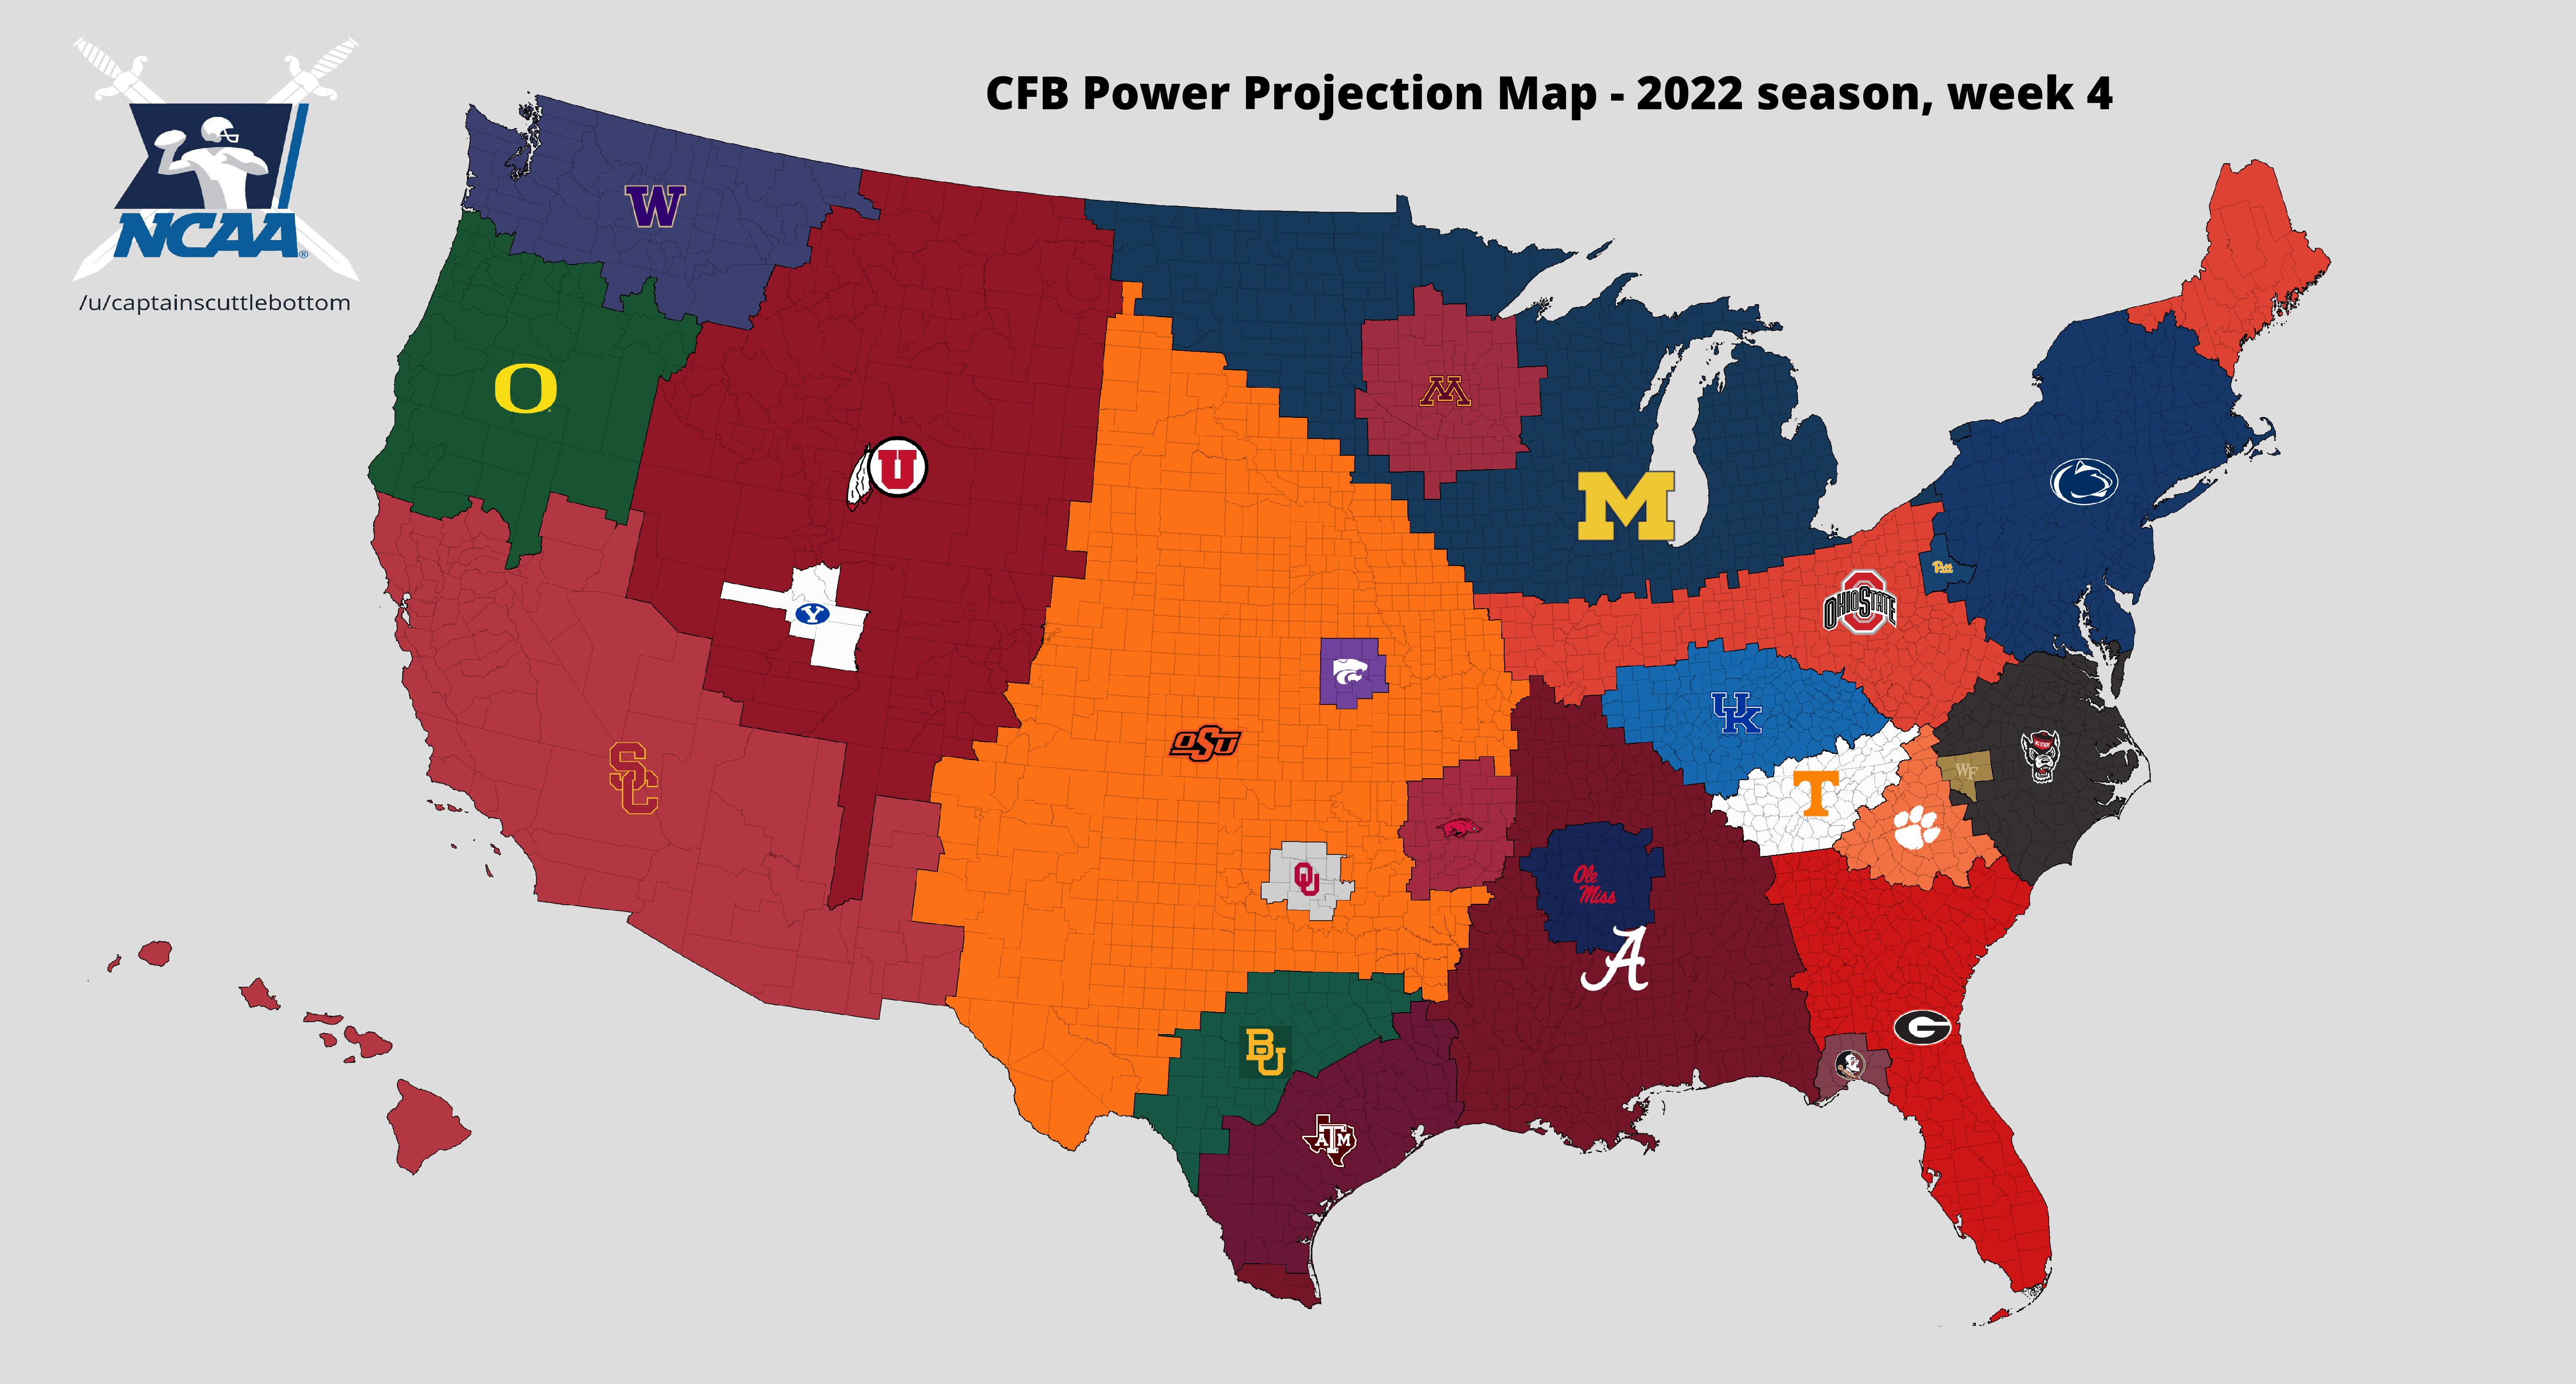 CFB Power Projection Map - 2022 season, week 4
NCAA®
/u/captainscuttlebottom
W
O
U
Y
SC
M
M
OSU
OU
BU
A M
T
Ole
Miss
A
UK
T
OHIO STATE
Pitt
WF
G